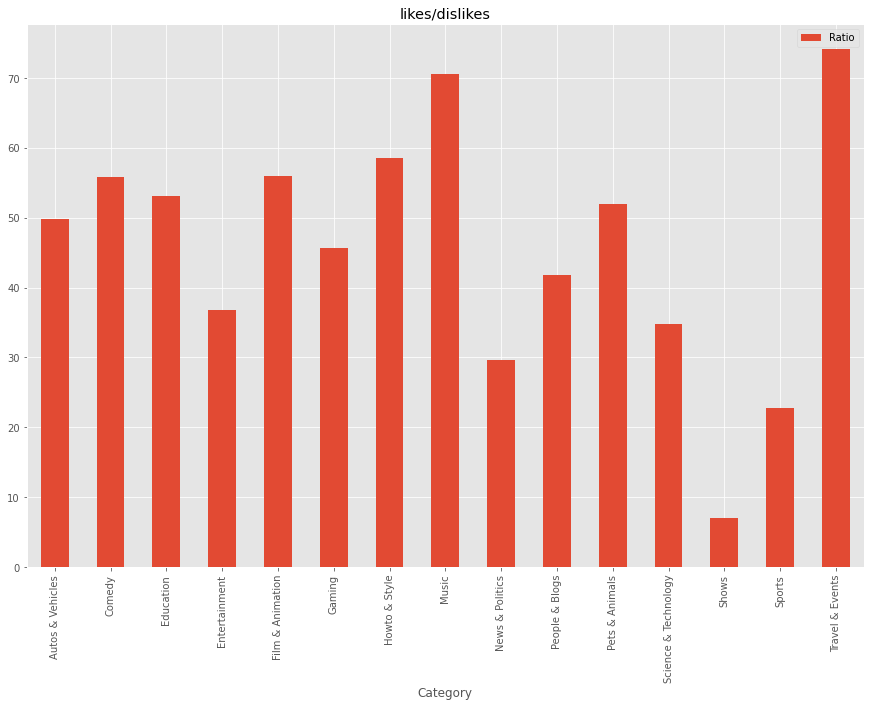 likes/dislikes
Ratio
70
60
50
40
30
20
10
0
Autos & Vehicles
Comedy
Education
Entertainment
Film & Animation
Gaming
Howto & Style
Music
News & Politics
People & Blogs
Pets & Animals
Science & Technology
Shows
Sports
Travel & Events
Category